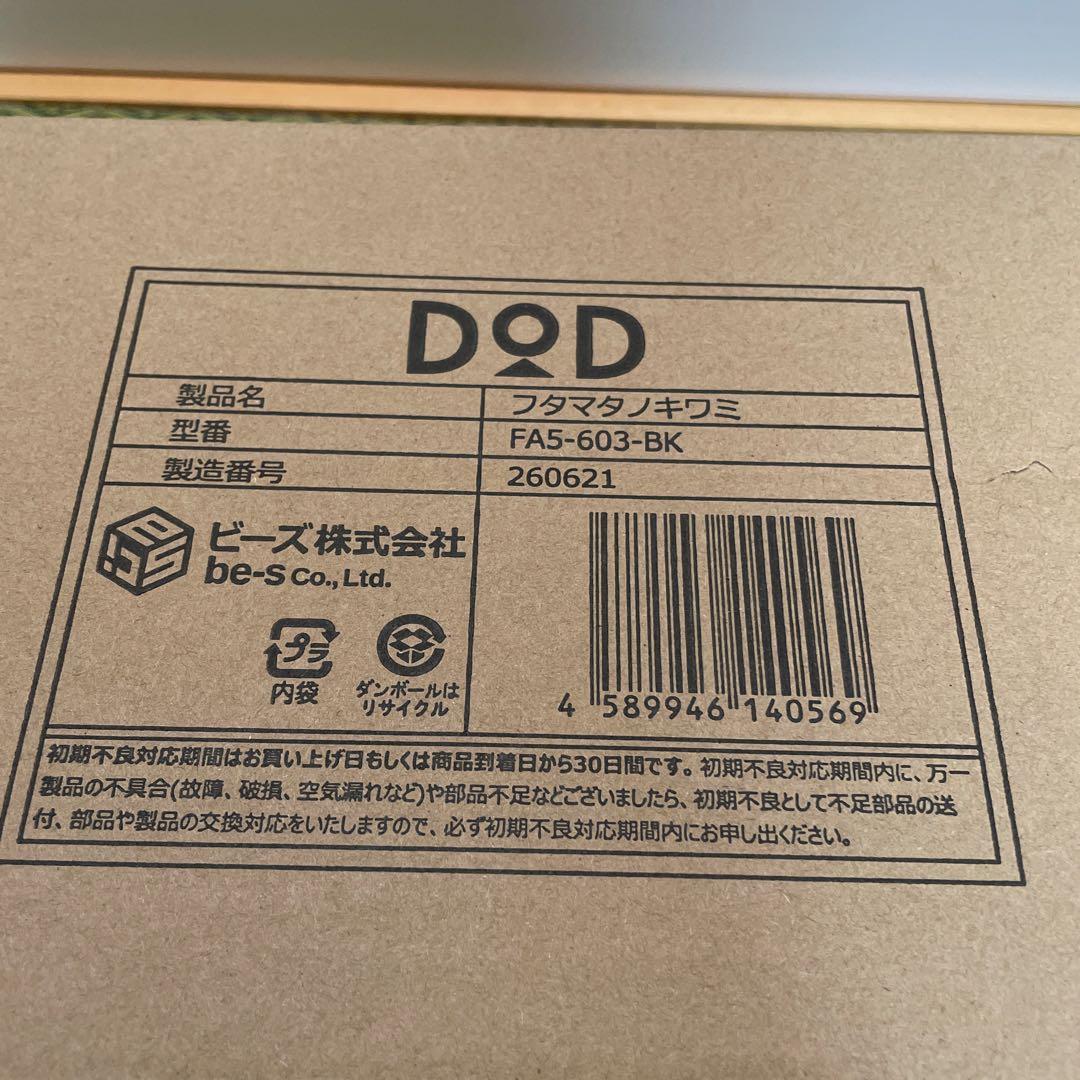 DOD
製品名 フタマタノキワミ
型番 FA5-603-BK
製造番号 260621
ビーズ株式会社
be-s Co., Ltd.
プラ
内袋
ダンボールは
リサイクル
4 589946 140569
初期不良対応期間はお買い上げ日もしくは商品到着日から30日間です。初期不良対応期間内に、万一
製品の不具合(故障、破損、空気漏れなど)や部品不足などございましたら、初期不良として不足部品の送
付、部品や製品の交換対応をいたしますので、必ず初期不良対応期間内にお申し出ください。